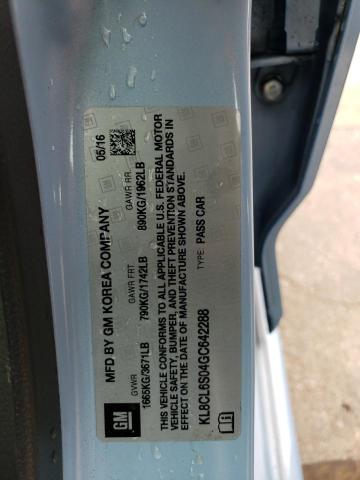 MFD BY GM KOREA COMPANY
05/16
GVWR
GAWR FRT
GAWR RR
1665KG/3671LB
790KG/1742LB
890KG/1962LB
THIS VEHICLE CONFORMS TO ALL APPLICABLE U.S. FEDERAL MOTOR
VEHICLE SAFETY, BUMPER, AND THEFT PREVENTION STANDARDS IN
EFFECT ON THE DATE OF MANUFACTURE SHOWN ABOVE.
KL8CL6S04GC642288
TYPE: PASS CAR
GM